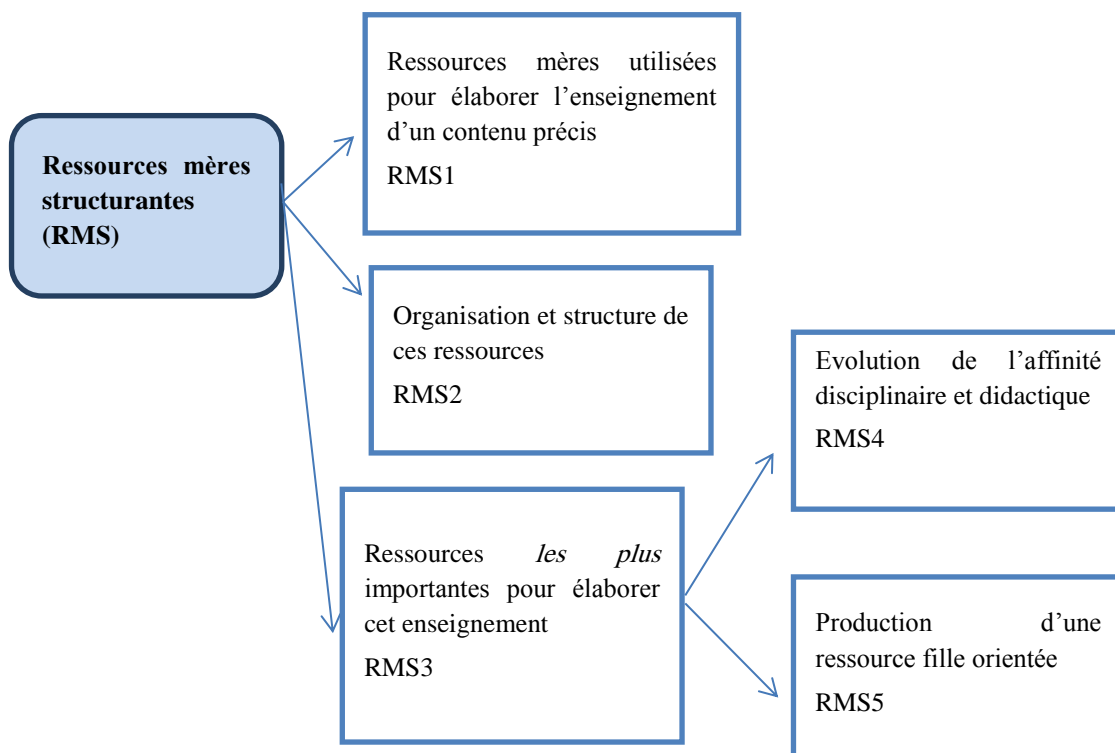 Ressources mères
structurantes
(RMS)
Ressources mères utilisées
pour élaborer l’enseignement
d’un contenu précis
RMS1
Organisation et structure de
ces ressources
RMS2
Ressources les plus
importantes pour élaborer
cet enseignement
RMS3
Evolution de l’affinité
disciplinaire et didactique
RMS4
Production d’une
ressource fille orientée
RMS5